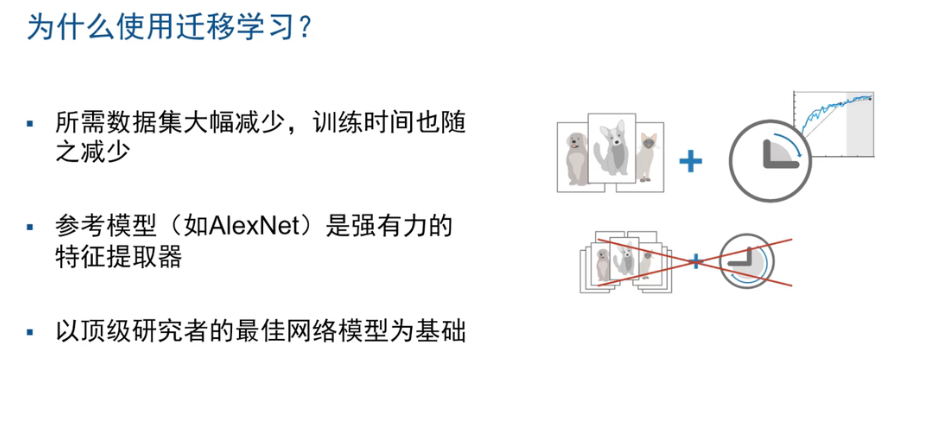 为什么使用迁移学习？
▪ 所需数据集大幅减少，训练时间也随
之减少
▪ 参考模型（如AlexNet）是强有力的
特征提取器
▪ 以顶级研究者的最佳网络模型为基础